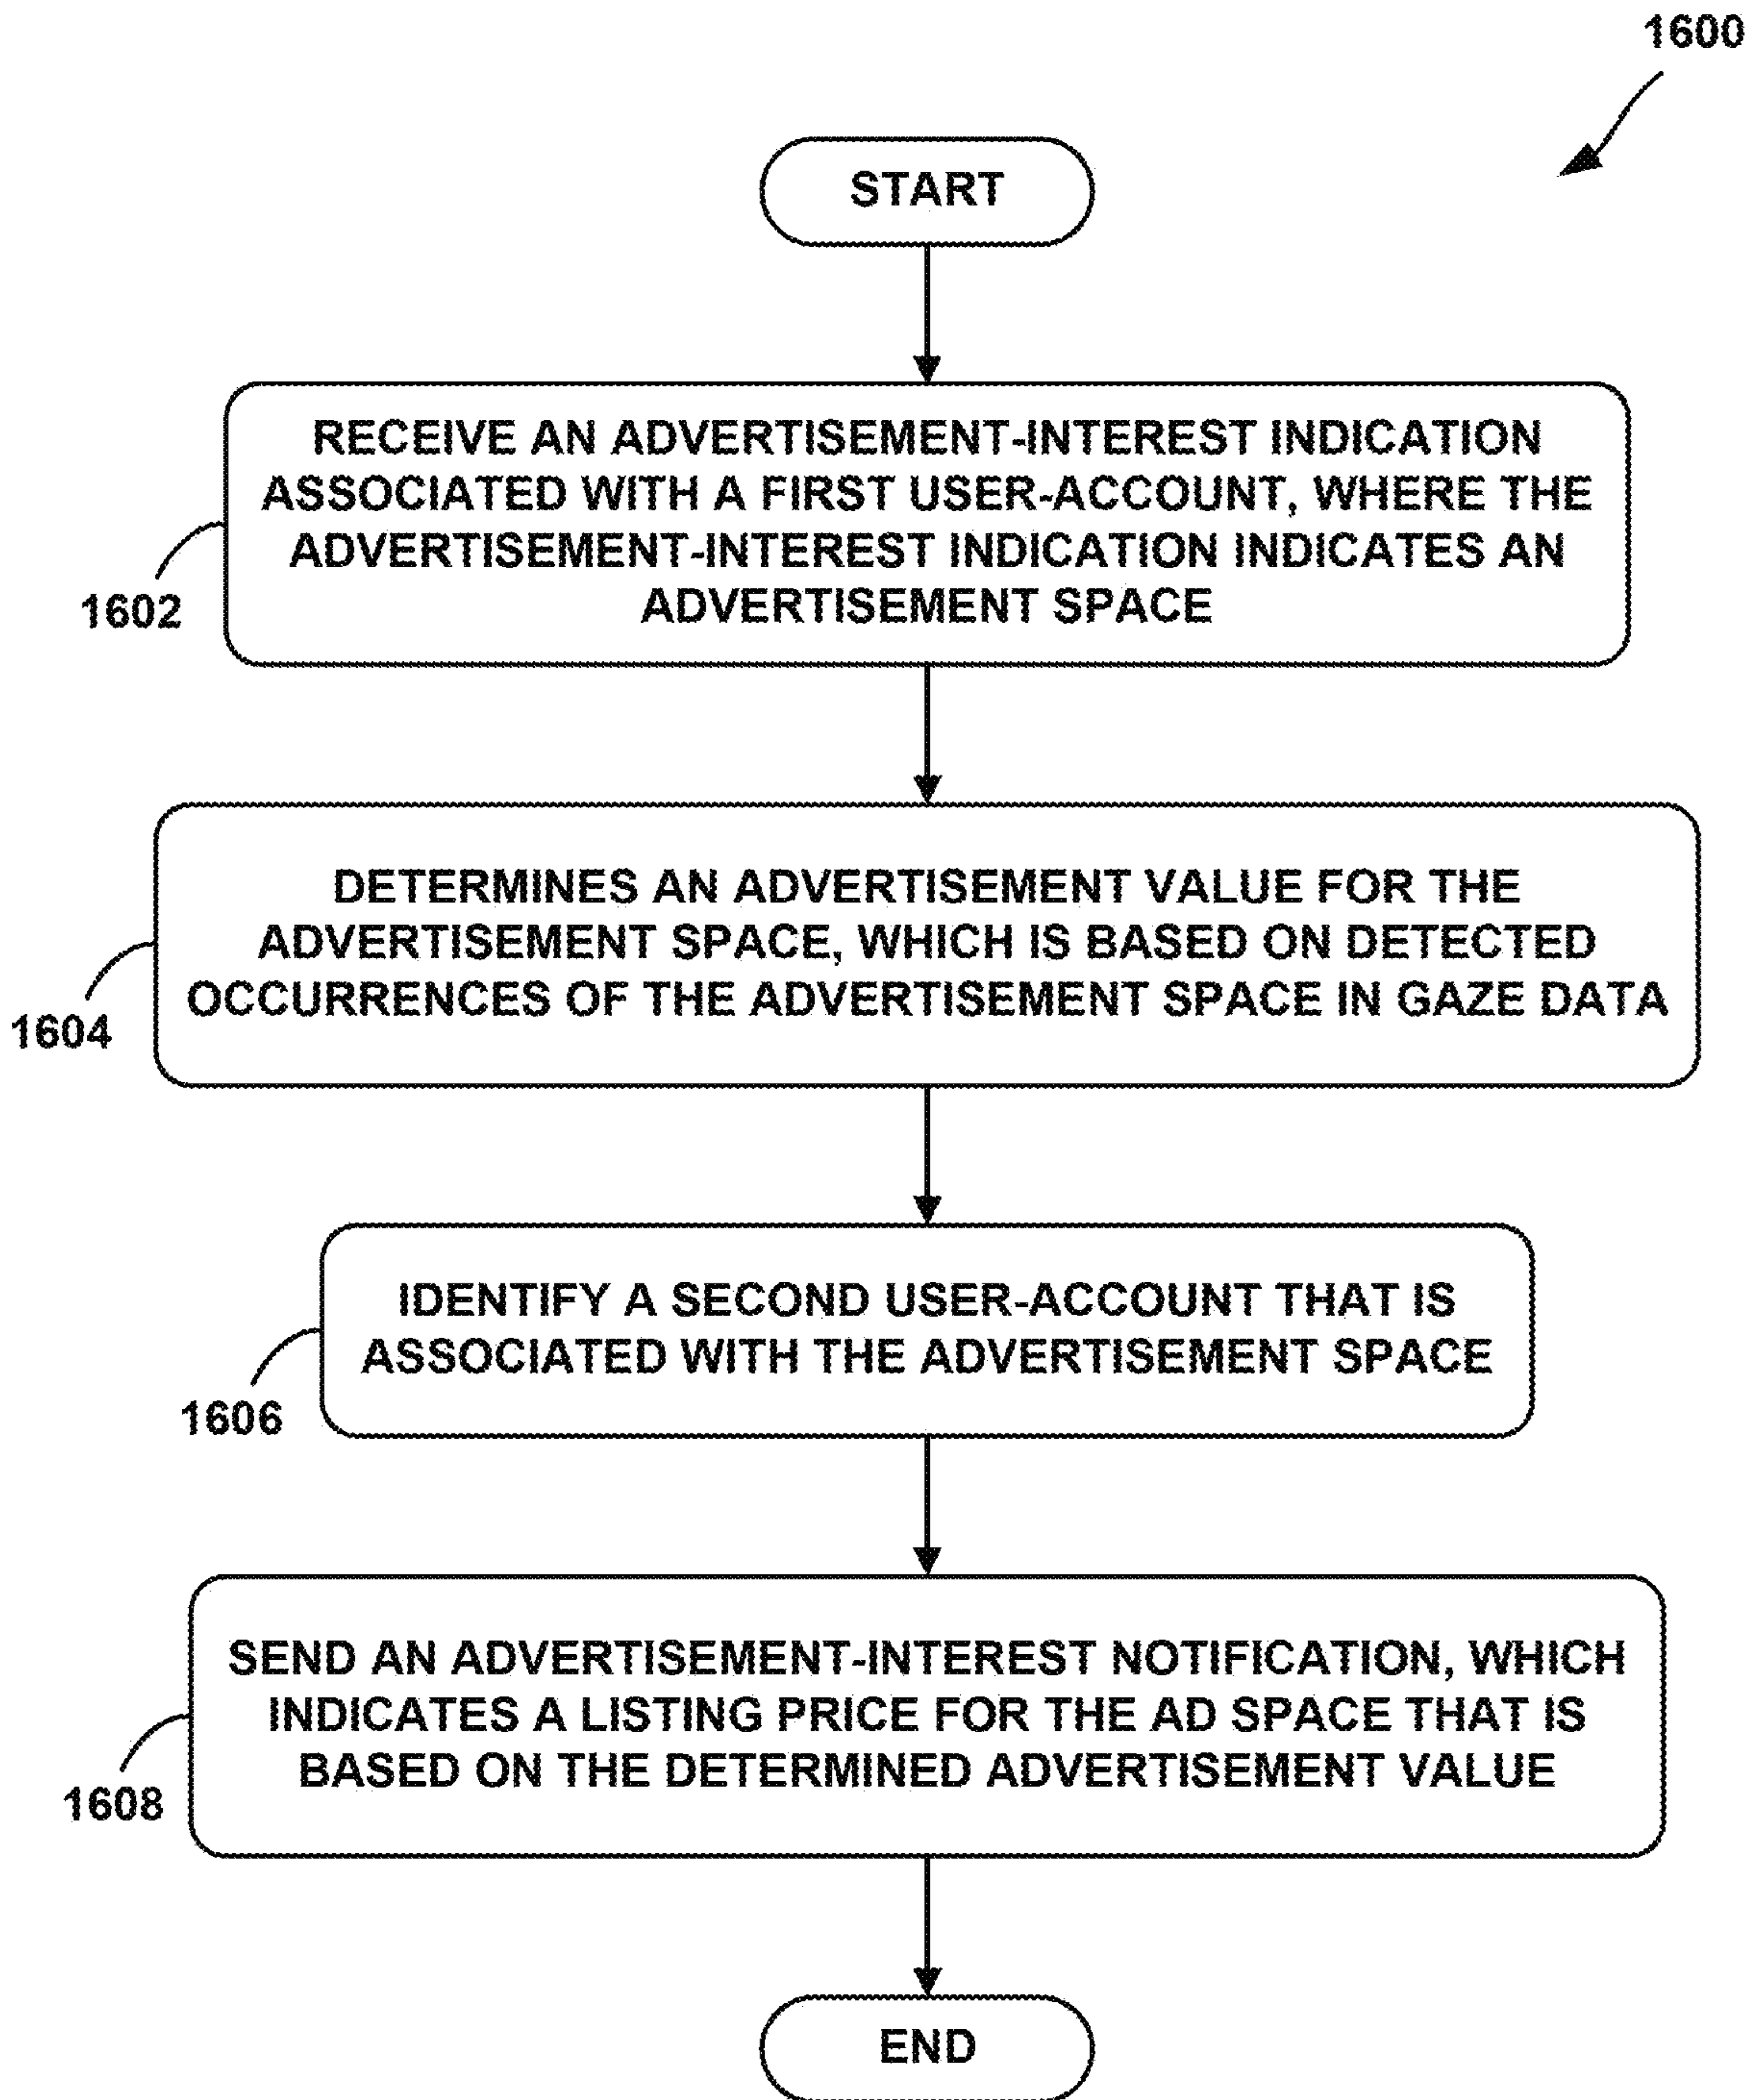 1600
START
RECEIVE AN ADVERTISEMENT-INTEREST INDICATION
ASSOCIATED WITH A FIRST USER-ACCOUNT, WHERE THE
ADVERTISEMENT-INTEREST INDICATION INDICATES AN
ADVERTISEMENT SPACE
1602
DETERMINES AN ADVERTISEMENT VALUE FOR THE
ADVERTISEMENT SPACE, WHICH IS BASED ON DETECTED
OCCURRENCES OF THE ADVERTISEMENT SPACE IN GAZE DATA
1604
IDENTIFY A SECOND USER-ACCOUNT THAT IS
ASSOCIATED WITH THE ADVERTISEMENT SPACE
1606
SEND AN ADVERTISEMENT-INTEREST NOTIFICATION, WHICH
INDICATES A LISTING PRICE FOR THE AD SPACE THAT IS
BASED ON THE DETERMINED ADVERTISEMENT VALUE
1608
END